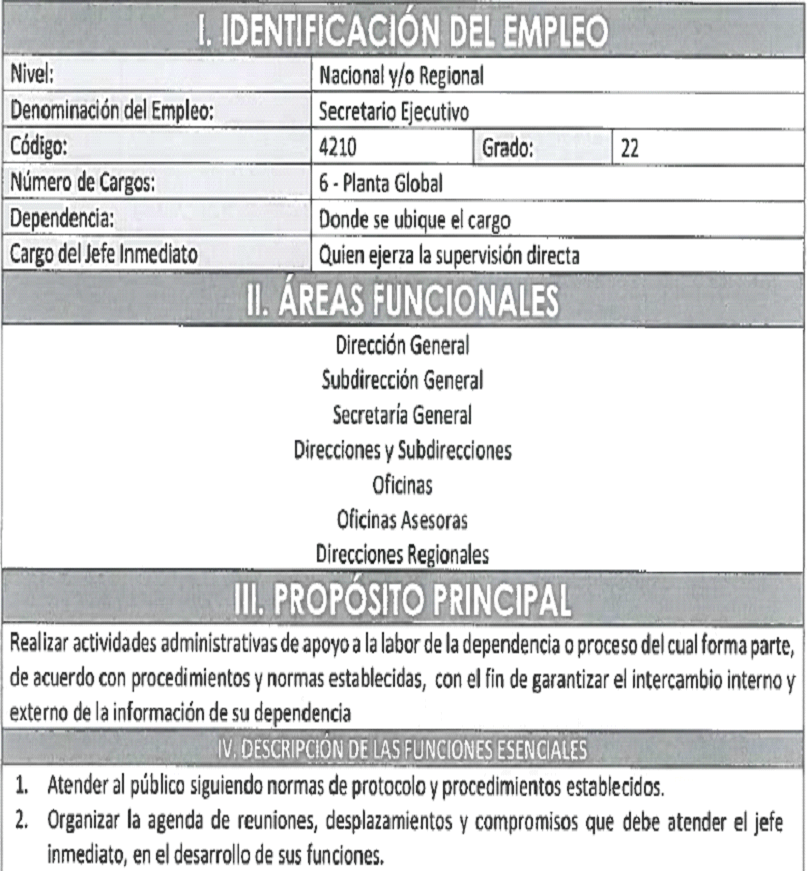 I. IDENTIFICACIÓN DEL EMPLEO
Nivel: Nacional y/o Regional
Denominación del Empleo: Secretario Ejecutivo
Código: 4210 Grado: 22
Número de Cargos: 6 - Planta Global
Dependencia: Donde se ubique el cargo
Cargo del Jefe Inmediato Quien ejerza la supervisión directa
II. ÁREAS FUNCIONALES
Dirección General
Subdirección General
Secretaría General
Direcciones y Subdirecciones
Oficinas
Oficinas Asesoras
Direcciones Regionales
III. PROPÓSITO PRINCIPAL
Realizar actividades administrativas de apoyo a la labor de la dependencia o proceso del cual forma parte,
de acuerdo con procedimientos y normas establecidas, con el fin de garantizar el intercambio interno y
externo de la información de su dependencia
IV. DESCRIPCIÓN DE LAS FUNCIONES ESENCIALES
1. Atender al público siguiendo normas de protocolo y procedimientos establecidos.
2. Organizar la agenda de reuniones, desplazamientos y compromisos que debe atender el jefe
inmediato, en el desarrollo de sus funciones.